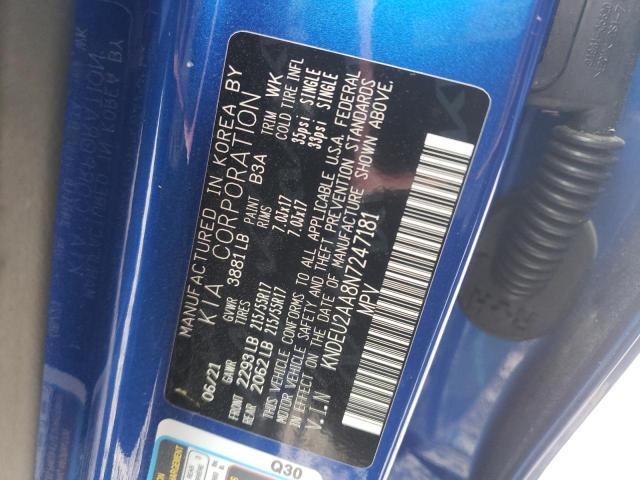 MANUFACTURED IN KOREA BY
KIA CORPORATION
06/21 GVWR 3881LB PAINT B3A TRIM WK
GAWR TIRES RIMS COLD TIRE INFL
FRONT 2293LB 215/55R17 7.0Jx17 35psi SINGLE
REAR 2062LB 215/55R17 7.0Jx17 33psi SINGLE
THIS VEHICLE CONFORMS TO ALL APPLICABLE U.S.A. FEDERAL
MOTOR VEHICLE SAFETY AND THEFT PREVENTION STANDARDS
IN EFFECT ON THE DATE OF MANUFACTURE SHOWN ABOVE.
V.I.N KNDEU2AA8N7247181
MPV
Q30